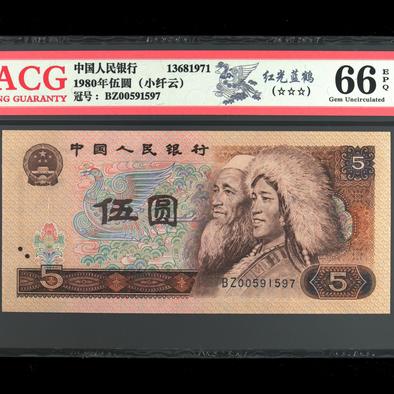 ACG
NG GUARANTY
中国人民银行 13681971
1980年伍圆（小纤云）
冠号：BZ00591597
红光蓝鹤
（☆☆☆）
66 EPQ
Gem Uncirculated
中国人民银行
5
伍圆
5
BZ00591597
5